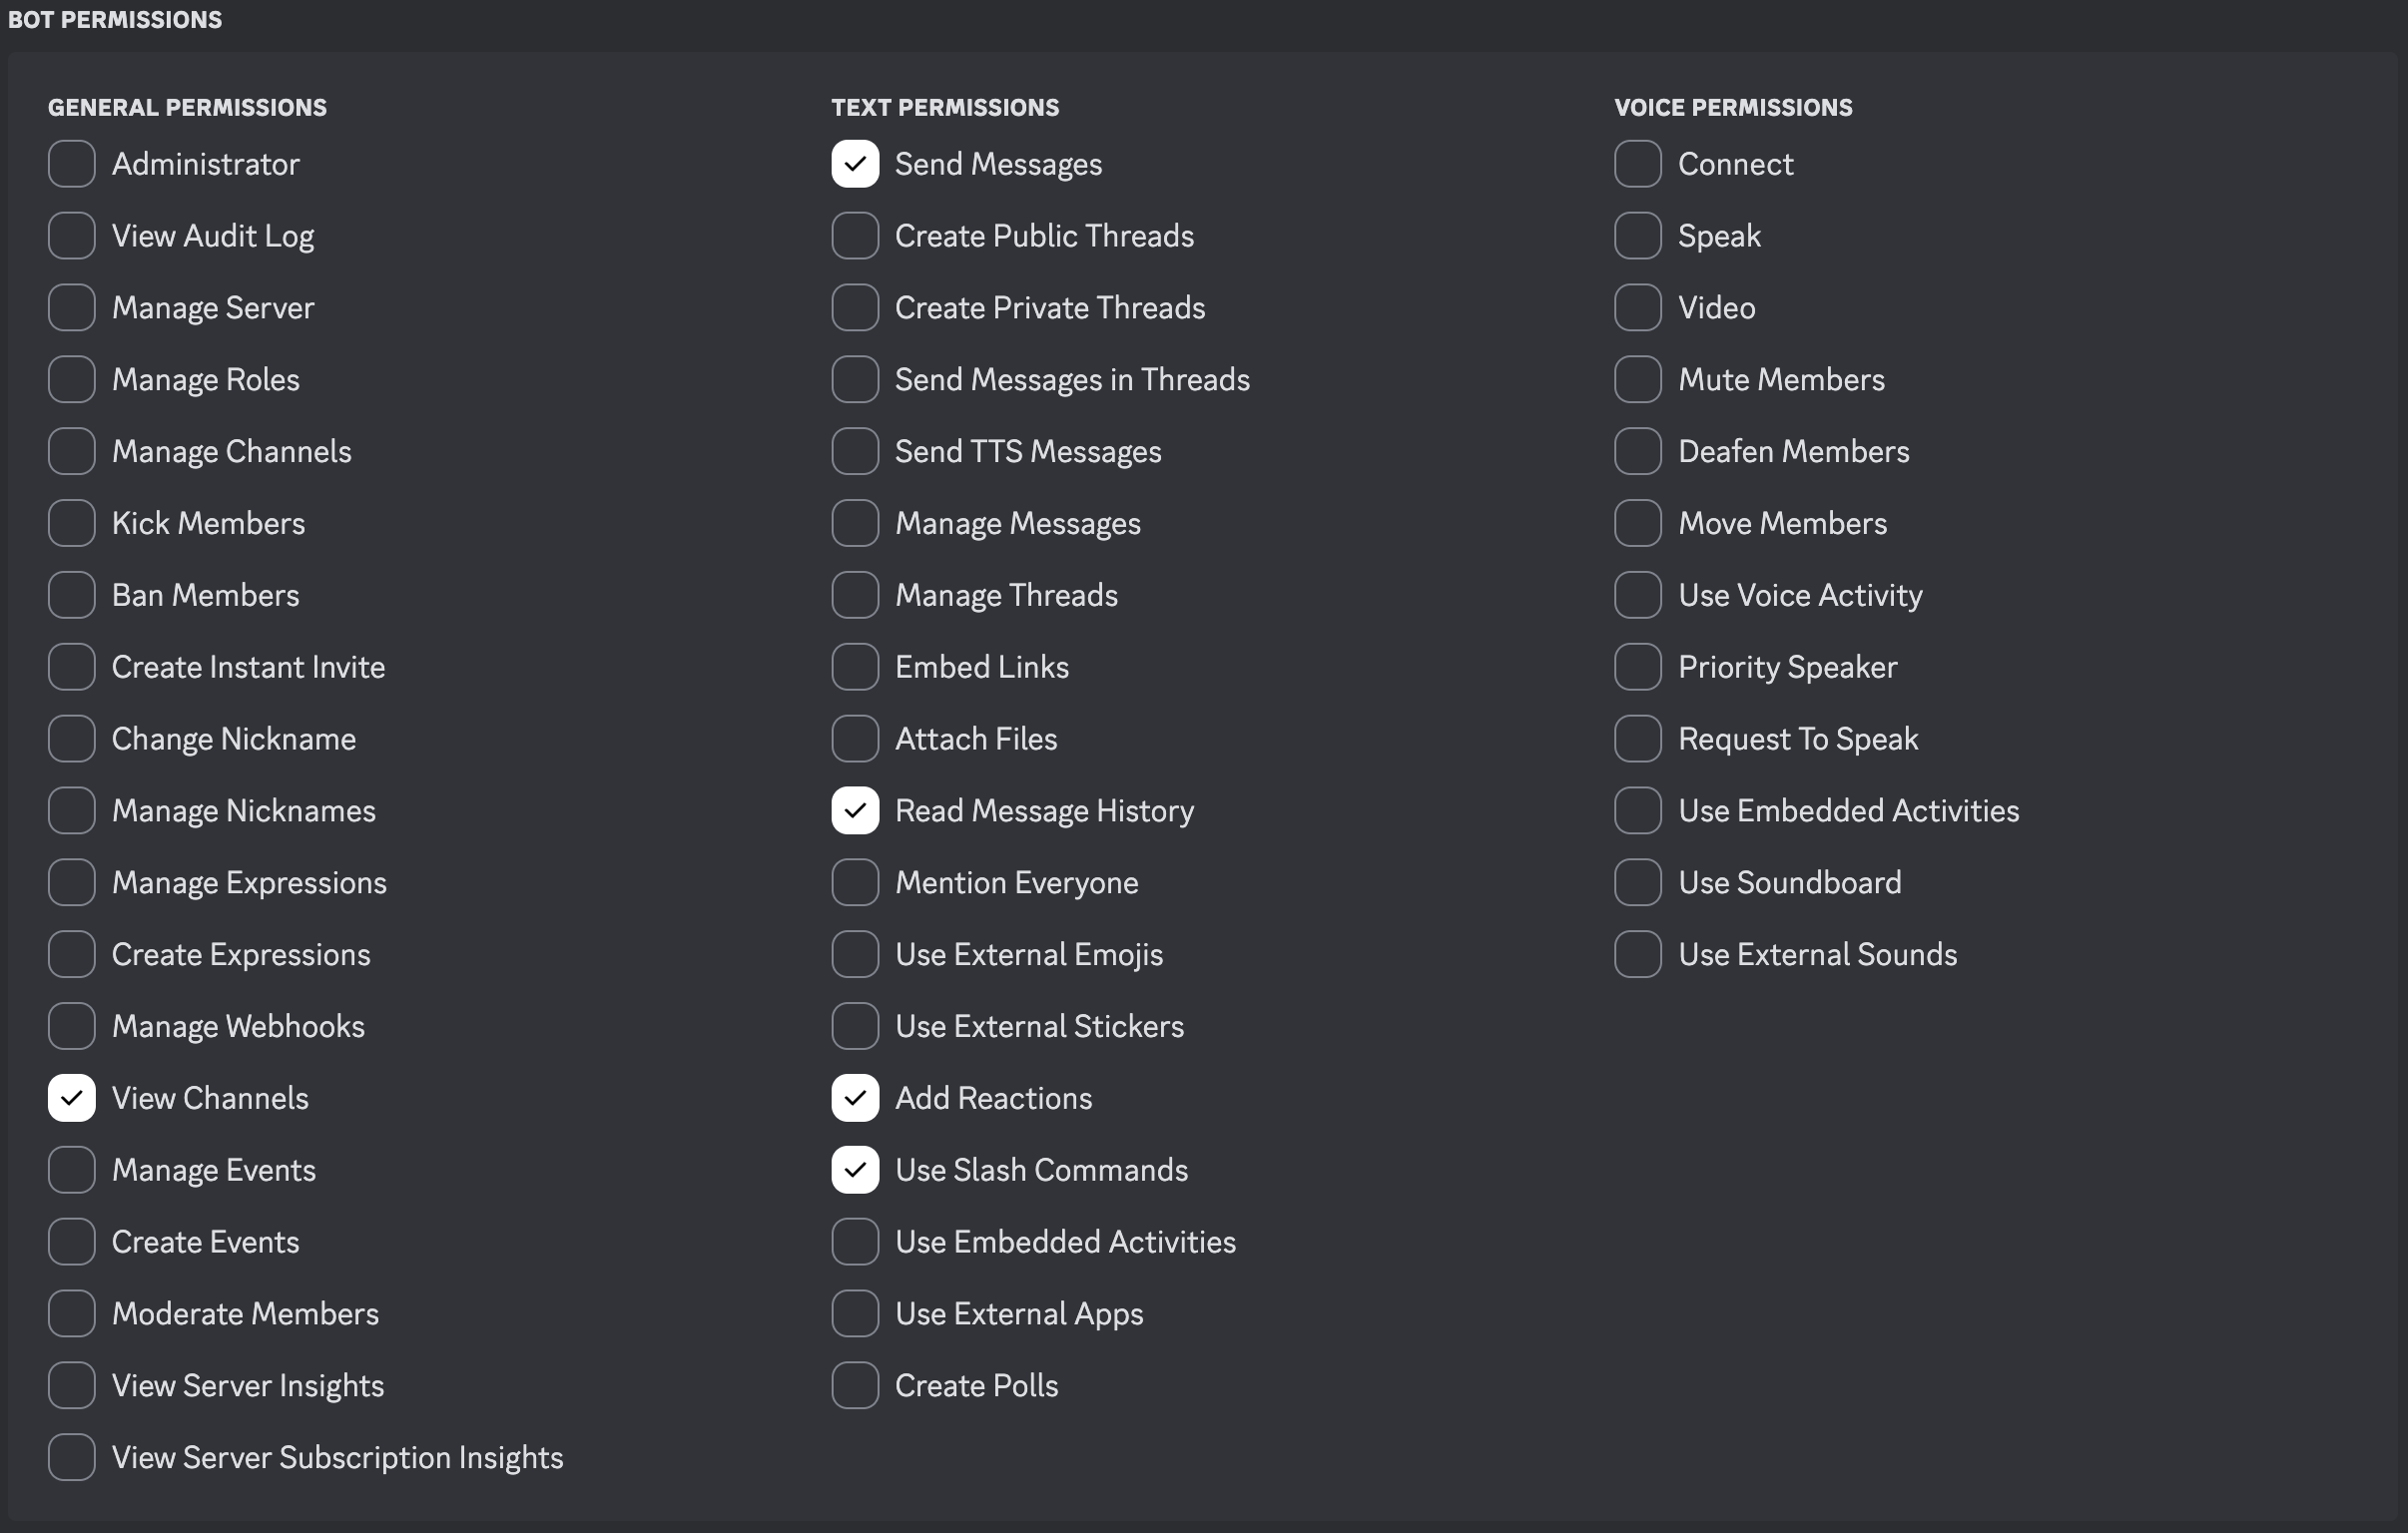 BOT PERMISSIONS
GENERAL PERMISSIONS
Administrator
View Audit Log
Manage Server
Manage Roles
Manage Channels
Kick Members
Ban Members
Create Instant Invite
Change Nickname
Manage Nicknames
Manage Expressions
Create Expressions
Manage Webhooks
View Channels
Manage Events
Create Events
Moderate Members
View Server Insights
View Server Subscription Insights
TEXT PERMISSIONS
Send Messages
Create Public Threads
Create Private Threads
Send Messages in Threads
Send TTS Messages
Manage Messages
Manage Threads
Embed Links
Attach Files
Read Message History
Mention Everyone
Use External Emojis
Use External Stickers
Add Reactions
Use Slash Commands
Use Embedded Activities
Use External Apps
Create Polls
VOICE PERMISSIONS
Connect
Speak
Video
Mute Members
Deafen Members
Move Members
Use Voice Activity
Priority Speaker
Request To Speak
Use Embedded Activities
Use Soundboard
Use External Sounds